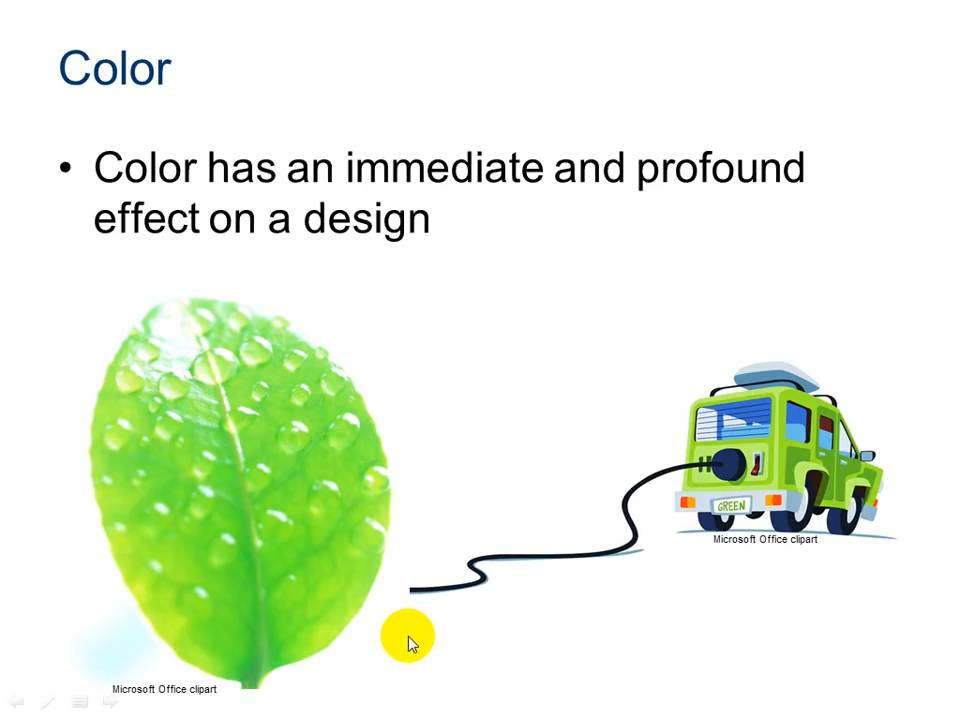 Color
• Color has an immediate and profound
effect on a design
GREEN
Microsoft Office clipart
Microsoft Office clipart